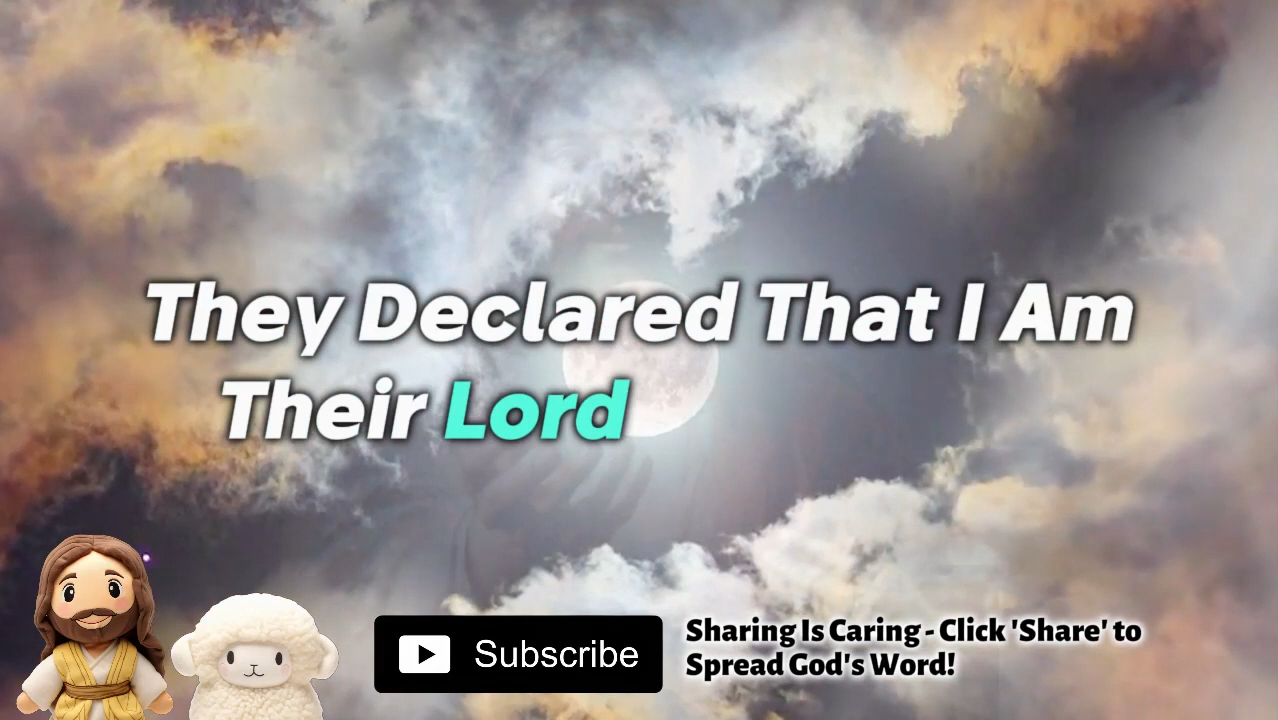 They Declared That I Am
Their Lord
Subscribe
Sharing Is Caring - Click 'Share' to
Spread God's Word!